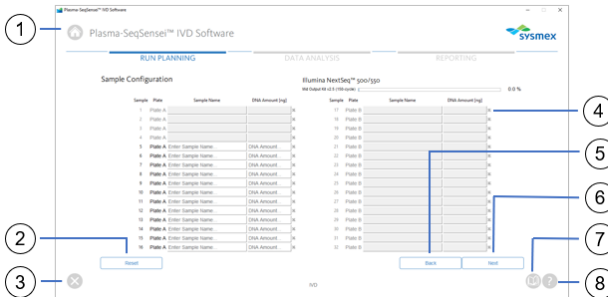 Plasma-SeqSensei™ IVD Software
1
Plasma-SeqSensei™ IVD Software
sysmex
RUN PLANNING DATA ANALYSIS REPORTING
Sample Configuration Illumina NextSeq™ 500/550
Mid Output Kit v2.5 (150 cycle) 0.0 %
Sample Plate Sample Name DNA Amount [ng] Sample Plate Sample Name DNA Amount [ng]
1 Plate A X 17 Plate B X 4
2 Plate A X 18 Plate B X
3 Plate A X 19 Plate B X
4 Plate A X 20 Plate B X
5 Plate A Enter Sample Name... DNA Amount... X 21 Plate B X 5
6 Plate A Enter Sample Name... DNA Amount... X 22 Plate B X
7 Plate A Enter Sample Name... DNA Amount... X 23 Plate B X
8 Plate A Enter Sample Name... DNA Amount... X 24 Plate B X
9 Plate A Enter Sample Name... DNA Amount... X 25 Plate B X 6
10 Plate A Enter Sample Name... DNA Amount... X 26 Plate B X
11 Plate A Enter Sample Name... DNA Amount... X 27 Plate B X
12 Plate A Enter Sample Name... DNA Amount... X 28 Plate B X
13 Plate A Enter Sample Name... DNA Amount... X 29 Plate B X
14 Plate A Enter Sample Name... DNA Amount... X 30 Plate B X
2 15 Plate A Enter Sample Name... DNA Amount... X 31 Plate B X 7
16 Plate A Enter Sample Name... DNA Amount... X 32 Plate B X
Reset Back Next
3 IVD ? 8